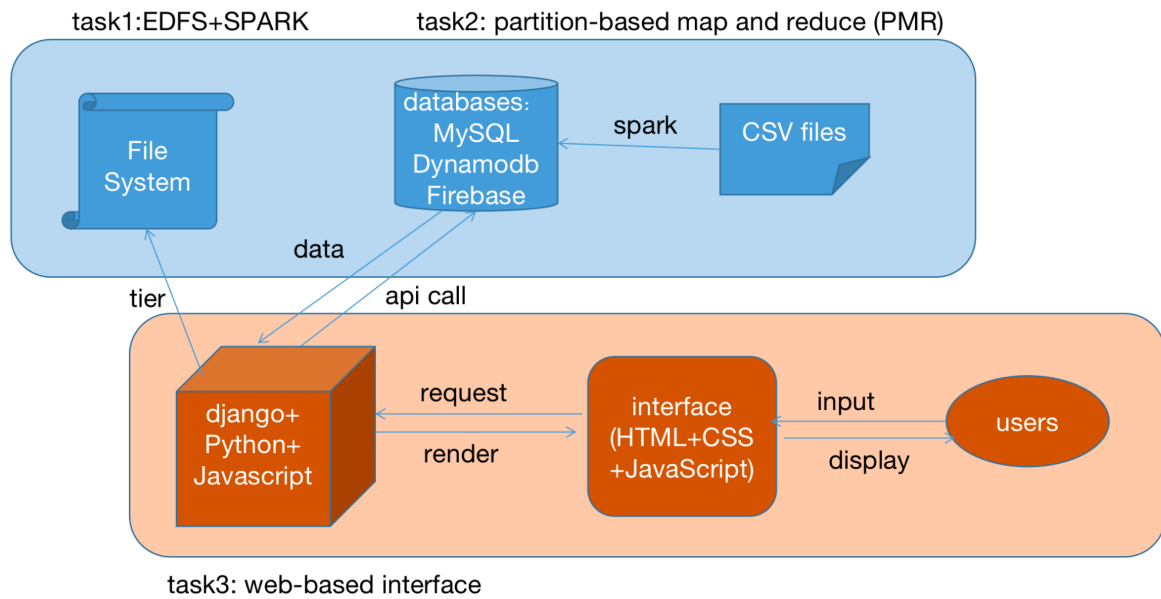 task1:EDFS+SPARK
task2: partition-based map and reduce (PMR)
File
System
databases:
MySQL
Dynamodb
Firebase
spark
CSV files
data
api call
tier
django+
Python+
Javascript
request
render
interface
(HTML+CSS
+JavaScript)
input
display
users
task3: web-based interface